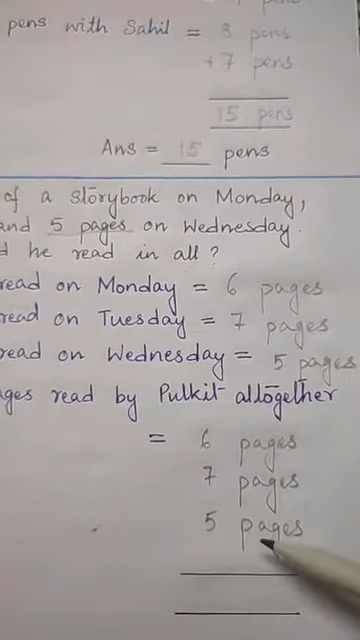 pens with Sahil = 8 pens
+ 7 pens
15 pens
Ans = 15 pens
of a storybook on Monday,
and 5 pages on Wednesday.
he read in all ?
read on Monday = 6 pages
read on Tuesday = 7 pages
read on Wednesday = 5 pages
read by Pulkit altogether
= 6 pages
7 pages
5 pages